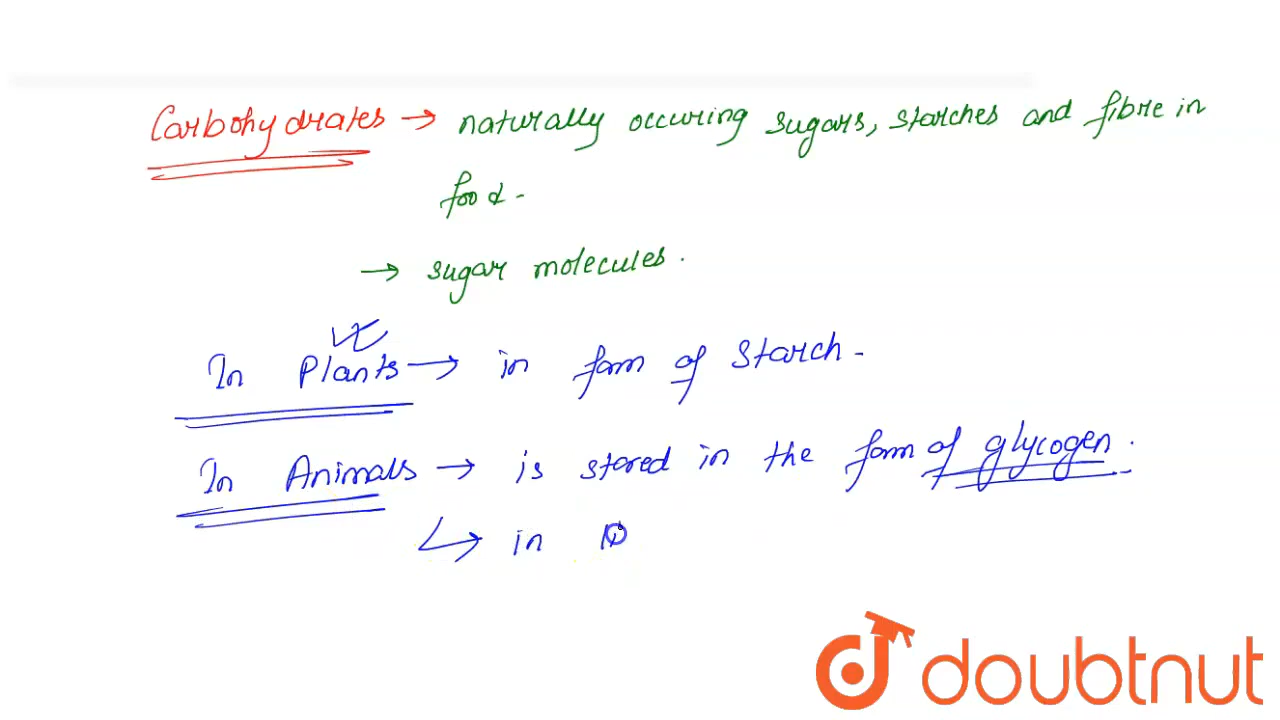 Carbohydrates → naturally occuring sugars, starches and fibre in
food.
→ sugar molecules.
In Plants → in form of starch.
In Animals → is stored in the form of glycogen.
↳ in
doubtnut